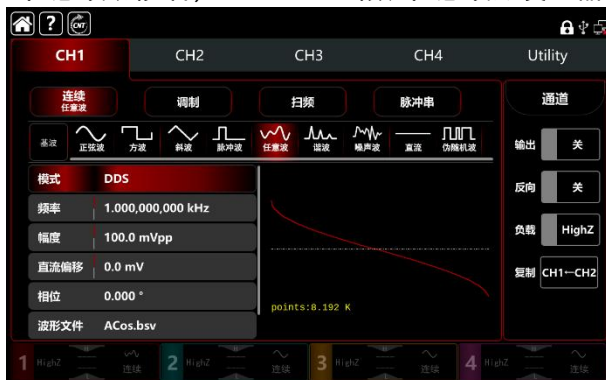 ? CNT
CH1 CH2 CH3 CH4 Utility
连续 任意波 调制 扫频 脉冲串 通道
基波 正弦波 方波 斜波 脉冲波 任意波 谐波 噪声波 直流 伪随机波
输出 关
模式 DDS
反向 关
频率 1.000,000,000 kHz
幅度 100.0 mVpp
负载 HighZ
直流偏移 0.0 mV
复制 CH1←CH2
相位 0.000 °
points:8.192 K
波形文件 ACos.bsv
1 HighZ 连续 2 HighZ 连续 3 HighZ 连续 4 HighZ 连续